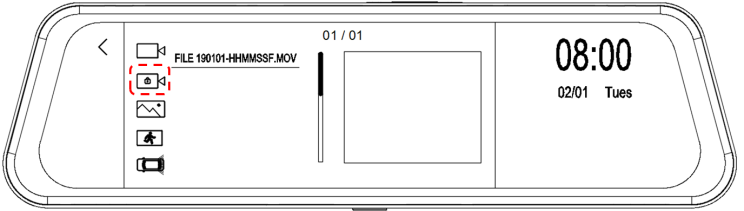 01 / 01
FILE 190101-HHMMSSF.MOV
08:00
02/01 Tues